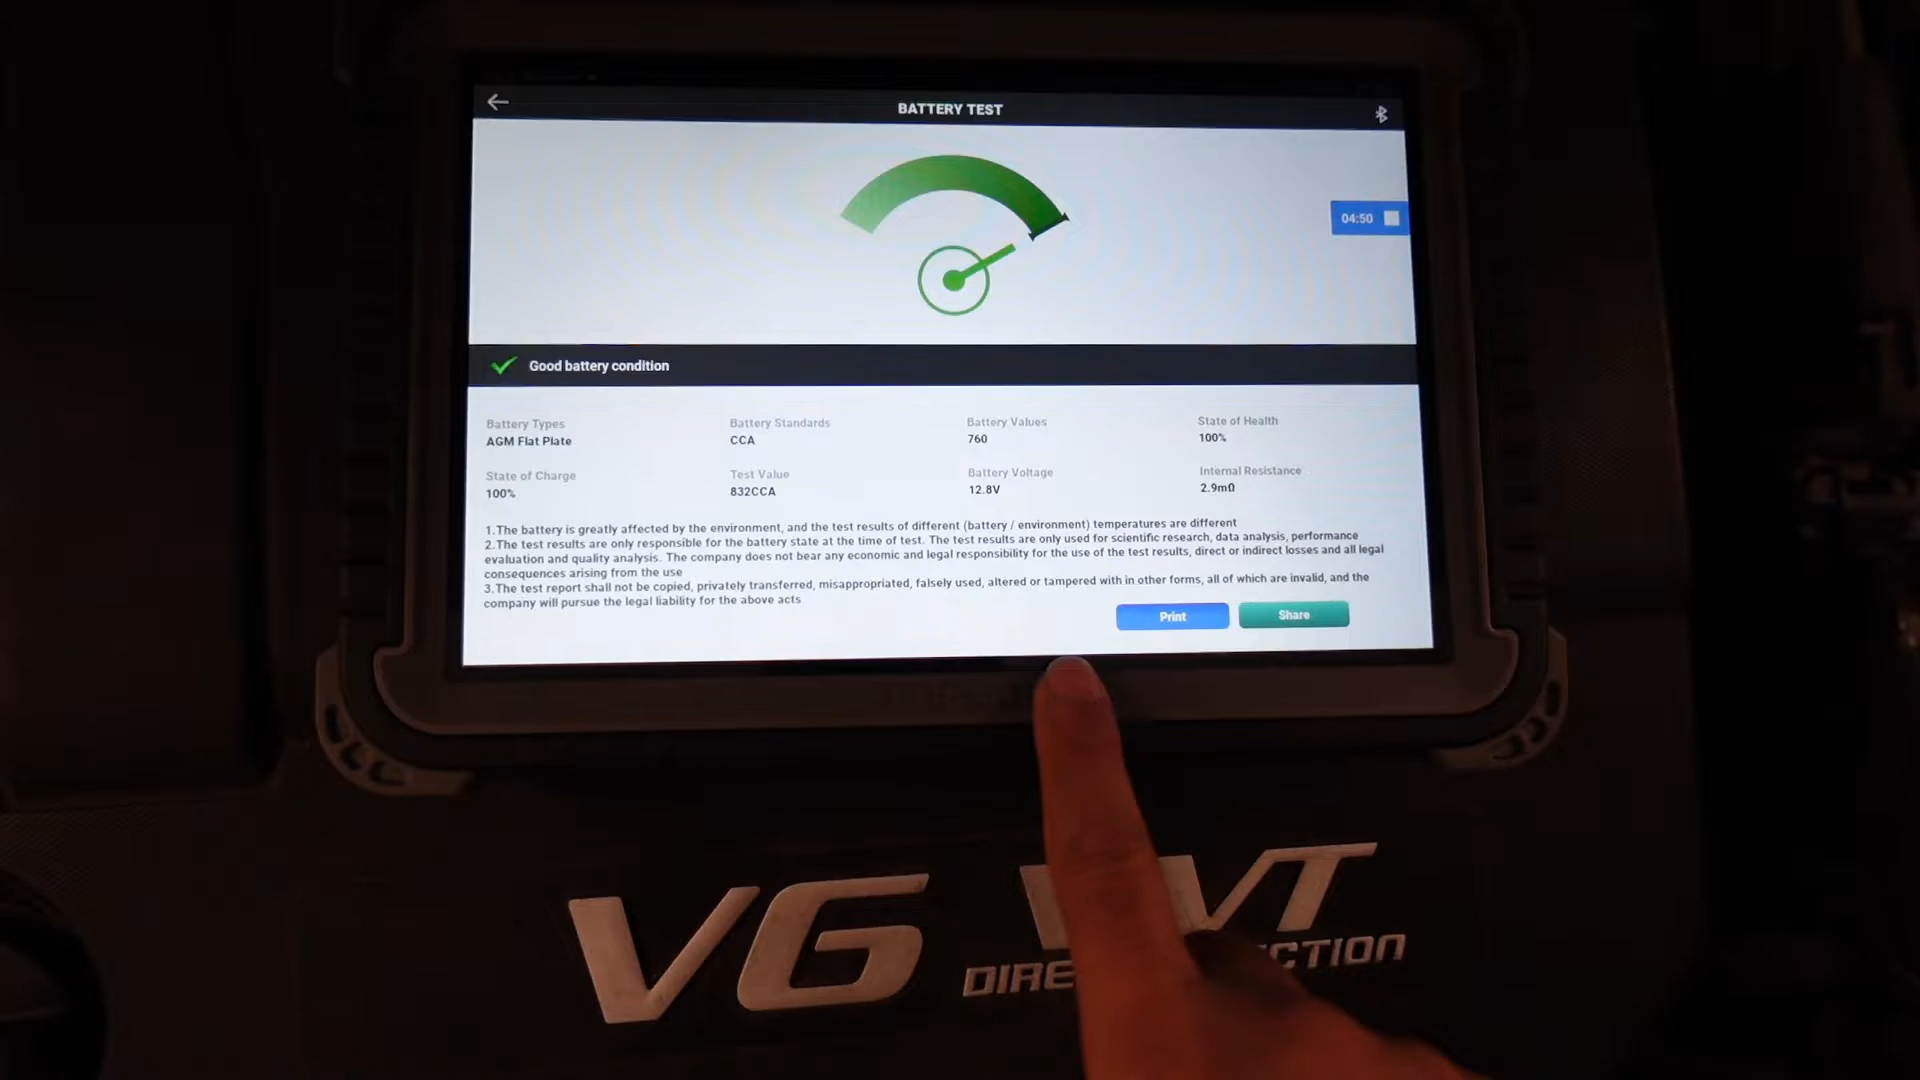 BATTERY TEST
04:50
Good battery condition
Battery Types
AGM Flat Plate
Battery Standards
CCA
Battery Values
760
State of Health
100%
State of Charge
100%
Test Value
832CCA
Battery Voltage
12.8V
Internal Resistance
2.9mΩ
1.The battery is greatly affected by the environment, and the test results of different (battery / environment) temperatures are different
2.The test results are only responsible for the battery state at the time of test. The test results are only used for scientific research, data analysis, performance
evaluation and quality analysis. The company does not bear any economic and legal responsibility for the use of the test results, direct or indirect losses and all legal
consequences arising from the use
3.The test report shall not be copied, privately transferred, misappropriated, falsely used, altered or tampered with in other forms, all of which are invalid, and the
company will pursue the legal liability for the above acts
Print
Share
V6